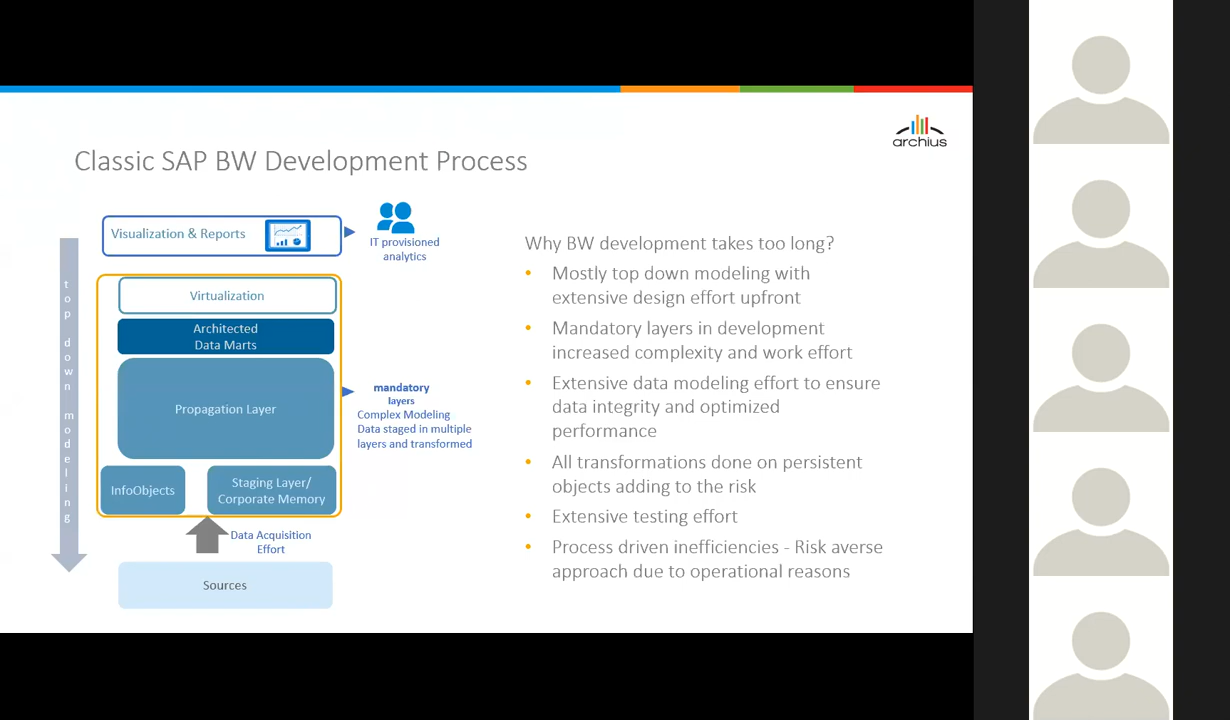 archius
Classic SAP BW Development Process
top down modeling
Visualization & Reports
IT provisioned
analytics
Virtualization
Architected
Data Marts
Propagation Layer
mandatory
layers
Complex Modeling
Data staged in multiple
layers and transformed
InfoObjects
Staging Layer/
Corporate Memory
Data Acquisition
Effort
Sources
Why BW development takes too long?
• Mostly top down modeling with
extensive design effort upfront
• Mandatory layers in development
increased complexity and work effort
• Extensive data modeling effort to ensure
data integrity and optimized
performance
• All transformations done on persistent
objects adding to the risk
• Extensive testing effort
• Process driven inefficiencies - Risk averse
approach due to operational reasons